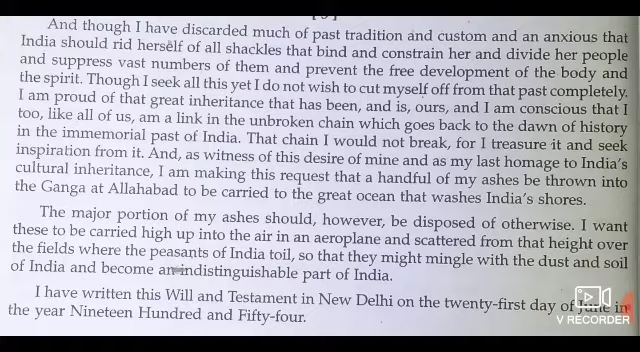 And though I have discarded much of past tradition and custom and an anxious that
India should rid herself of all shackles that bind and constrain her and divide her people
and suppress vast numbers of them and prevent the free development of the body and
the spirit. Though I seek all this yet I do not wish to cut myself off from that past completely.
I am proud of that great inheritance that has been, and is, ours, and I am conscious that I
too, like all of us, am a link in the unbroken chain which goes back to the dawn of history
in the immemorial past of India. That chain I would not break, for I treasure it and seek
inspiration from it. And, as witness of this desire of mine and as my last homage to India's
cultural inheritance, I am making this request that a handful of my ashes be thrown into
the Ganga at Allahabad to be carried to the great ocean that washes India's shores.
The major portion of my ashes should, however, be disposed of otherwise. I want
these to be carried high up into the air in an aeroplane and scattered from that height over
the fields where the peasants of India toil, so that they might mingle with the dust and soil
of India and become an indistinguishable part of India.
I have written this Will and Testament in New Delhi on the twenty-first day of June in
the year Nineteen Hundred and Fifty-four.
V RECORDER